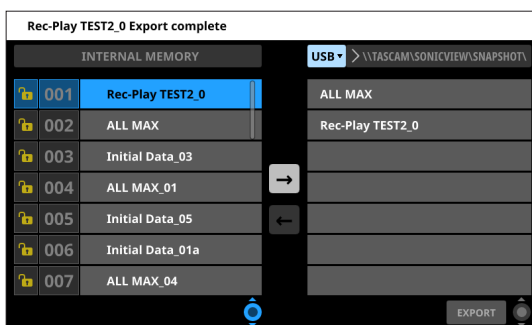 Rec-Play TEST2_0 Export complete
INTERNAL MEMORY
USB \\TASCAM\SONICVIEW\SNAPSHOT\
001 Rec-Play TEST2_0
002 ALL MAX
003 Initial Data_03
004 ALL MAX_01
005 Initial Data_05
006 Initial Data_01a
007 ALL MAX_04
→
←
ALL MAX
Rec-Play TEST2_0
EXPORT